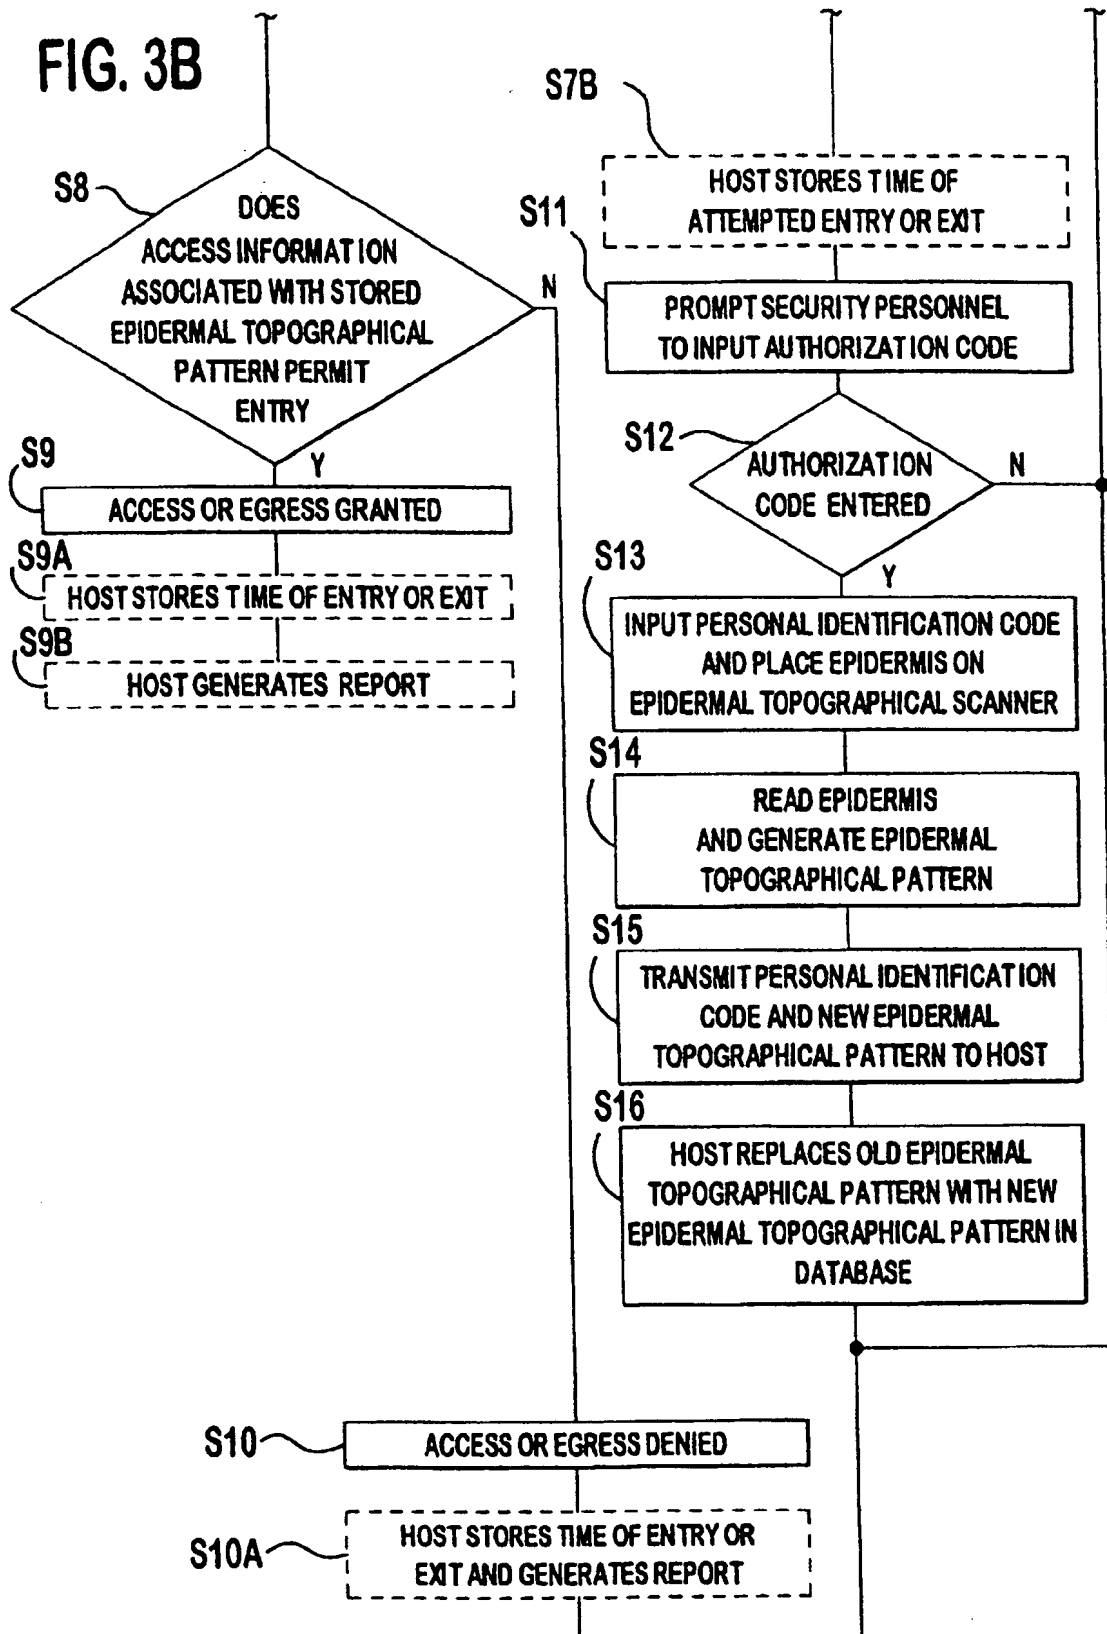 FIG. 3B
S8
DOES
ACCESS INFORMATION
ASSOCIATED WITH STORED
EPIDERMAL TOPOGRAPHICAL
PATTERN PERMIT
ENTRY
N
Y
S9
ACCESS OR EGRESS GRANTED
S9A
HOST STORES TIME OF ENTRY OR EXIT
S9B
HOST GENERATES REPORT
S7B
HOST STORES TIME OF
ATTEMPTED ENTRY OR EXIT
S11
PROMPT SECURITY PERSONNEL
TO INPUT AUTHORIZATION CODE
S12
AUTHORIZATION
CODE ENTERED
N
Y
S13
INPUT PERSONAL IDENTIFICATION CODE
AND PLACE EPIDERMIS ON
EPIDERMAL TOPOGRAPHICAL SCANNER
S14
READ EPIDERMIS
AND GENERATE EPIDERMAL
TOPOGRAPHICAL PATTERN
S15
TRANSMIT PERSONAL IDENTIFICATION
CODE AND NEW EPIDERMAL
TOPOGRAPHICAL PATTERN TO HOST
S16
HOST REPLACES OLD EPIDERMAL
TOPOGRAPHICAL PATTERN WITH NEW
EPIDERMAL TOPOGRAPHICAL PATTERN IN
DATABASE
S10
ACCESS OR EGRESS DENIED
S10A
HOST STORES TIME OF ENTRY OR
EXIT AND GENERATES REPORT